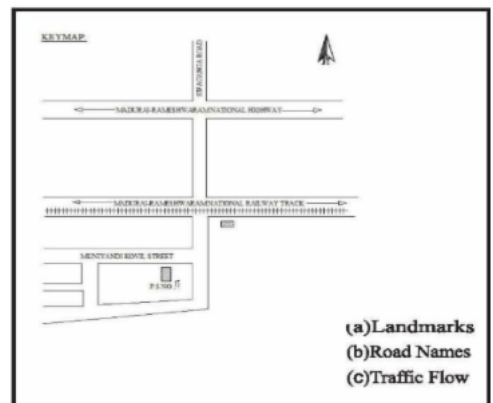 KEYMAP:
SIVAGANGA ROAD
MADURAI-RAMESHWARAM NATIONAL HIGHWAY
MADURAI-RAMESHWARAM NATIONAL RAILWAY TRACK
MUNIYANDI KOVIL STREET
P.S.NO
(a)Landmarks
(b)Road Names
(c)Traffic Flow